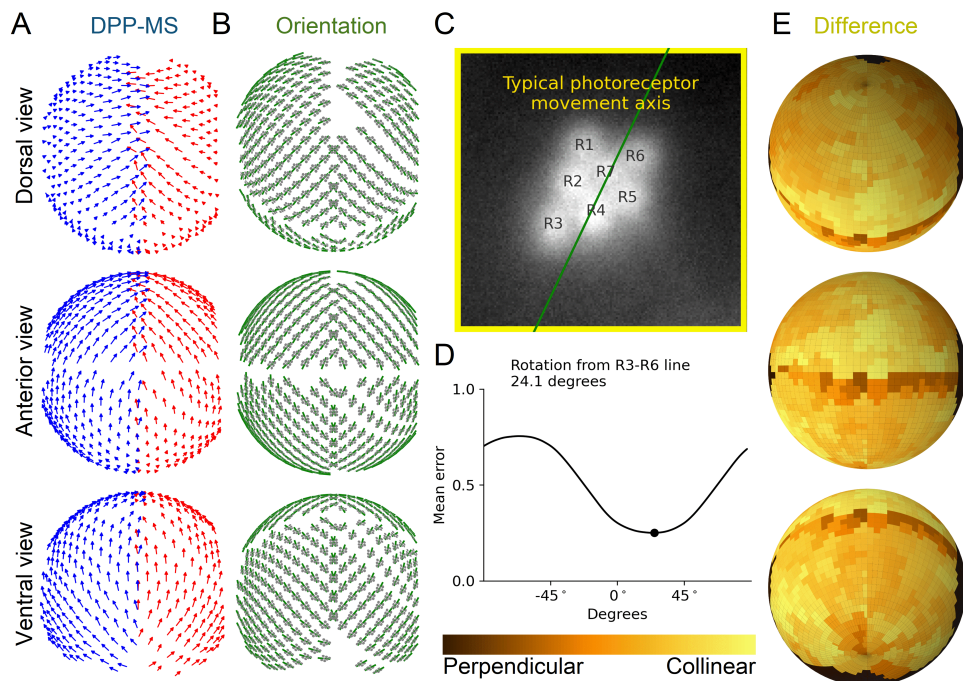 A DPP-MS B Orientation C E Difference
Dorsal view
Anterior view
Ventral view
Typical photoreceptor
movement axis
R1
R6
R7
R2
R5
R4
R3
D
Rotation from R3-R6 line
24.1 degrees
1.0
0.5
0.0
Mean error
-45° 0° 45°
Degrees
Perpendicular Collinear